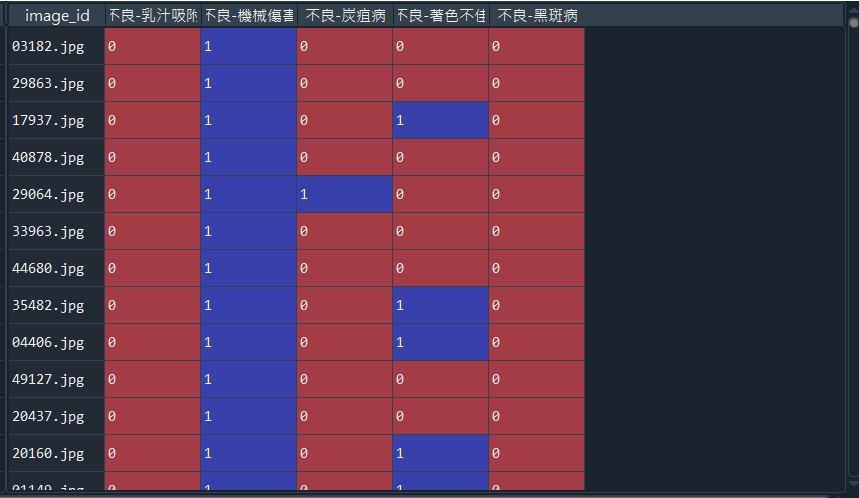 image_id 不良-乳汁吸附 不良-機械傷害 不良-炭疽病 不良-著色不佳 不良-黑斑病
03182.jpg 0 1 0 0 0
29863.jpg 0 1 0 0 0
17937.jpg 0 1 0 1 0
40878.jpg 0 1 0 0 0
29064.jpg 0 1 1 0 0
33963.jpg 0 1 0 0 0
44680.jpg 0 1 0 0 0
35482.jpg 0 1 0 1 0
04406.jpg 0 1 0 1 0
49127.jpg 0 1 0 0 0
20437.jpg 0 1 0 0 0
20160.jpg 0 1 0 1 0
01149.jpg 0 1 0 1 0